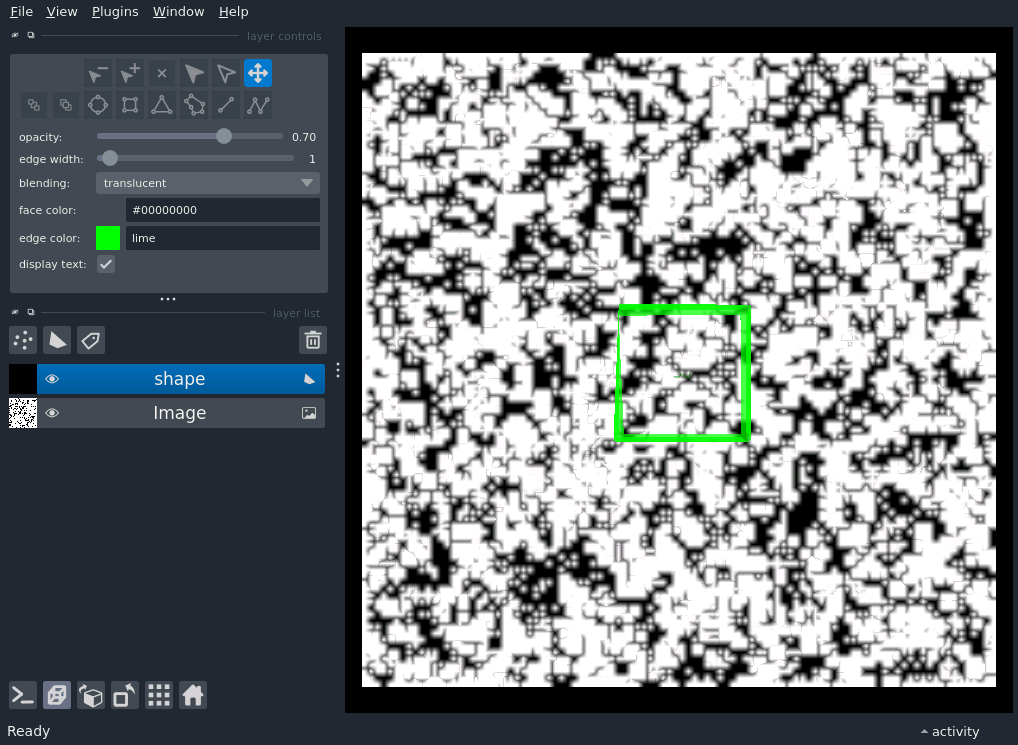 File View Plugins Window Help
layer controls
opacity: 0.70
edge width: 1
blending: translucent
face color: #00000000
edge color: lime
display text:
layer list
shape
Image
Ready
activity